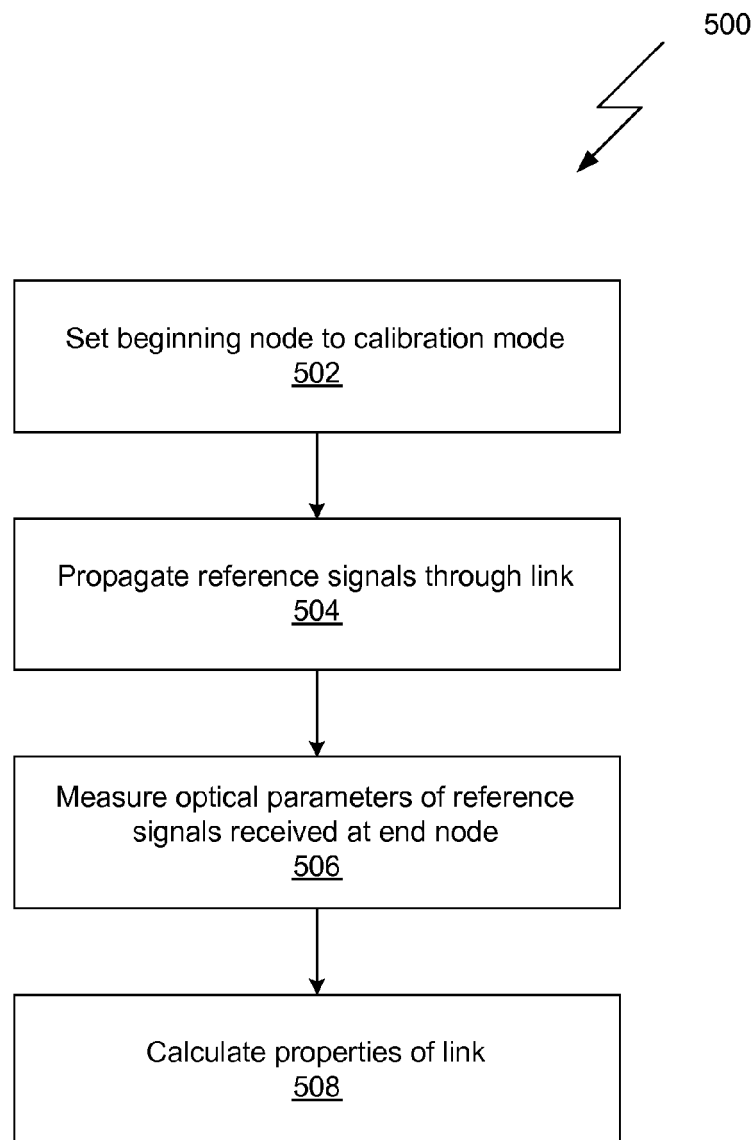 500
Set beginning node to calibration mode
502
Propagate reference signals through link
504
Measure optical parameters of reference
signals received at end node
506
Calculate properties of link
508